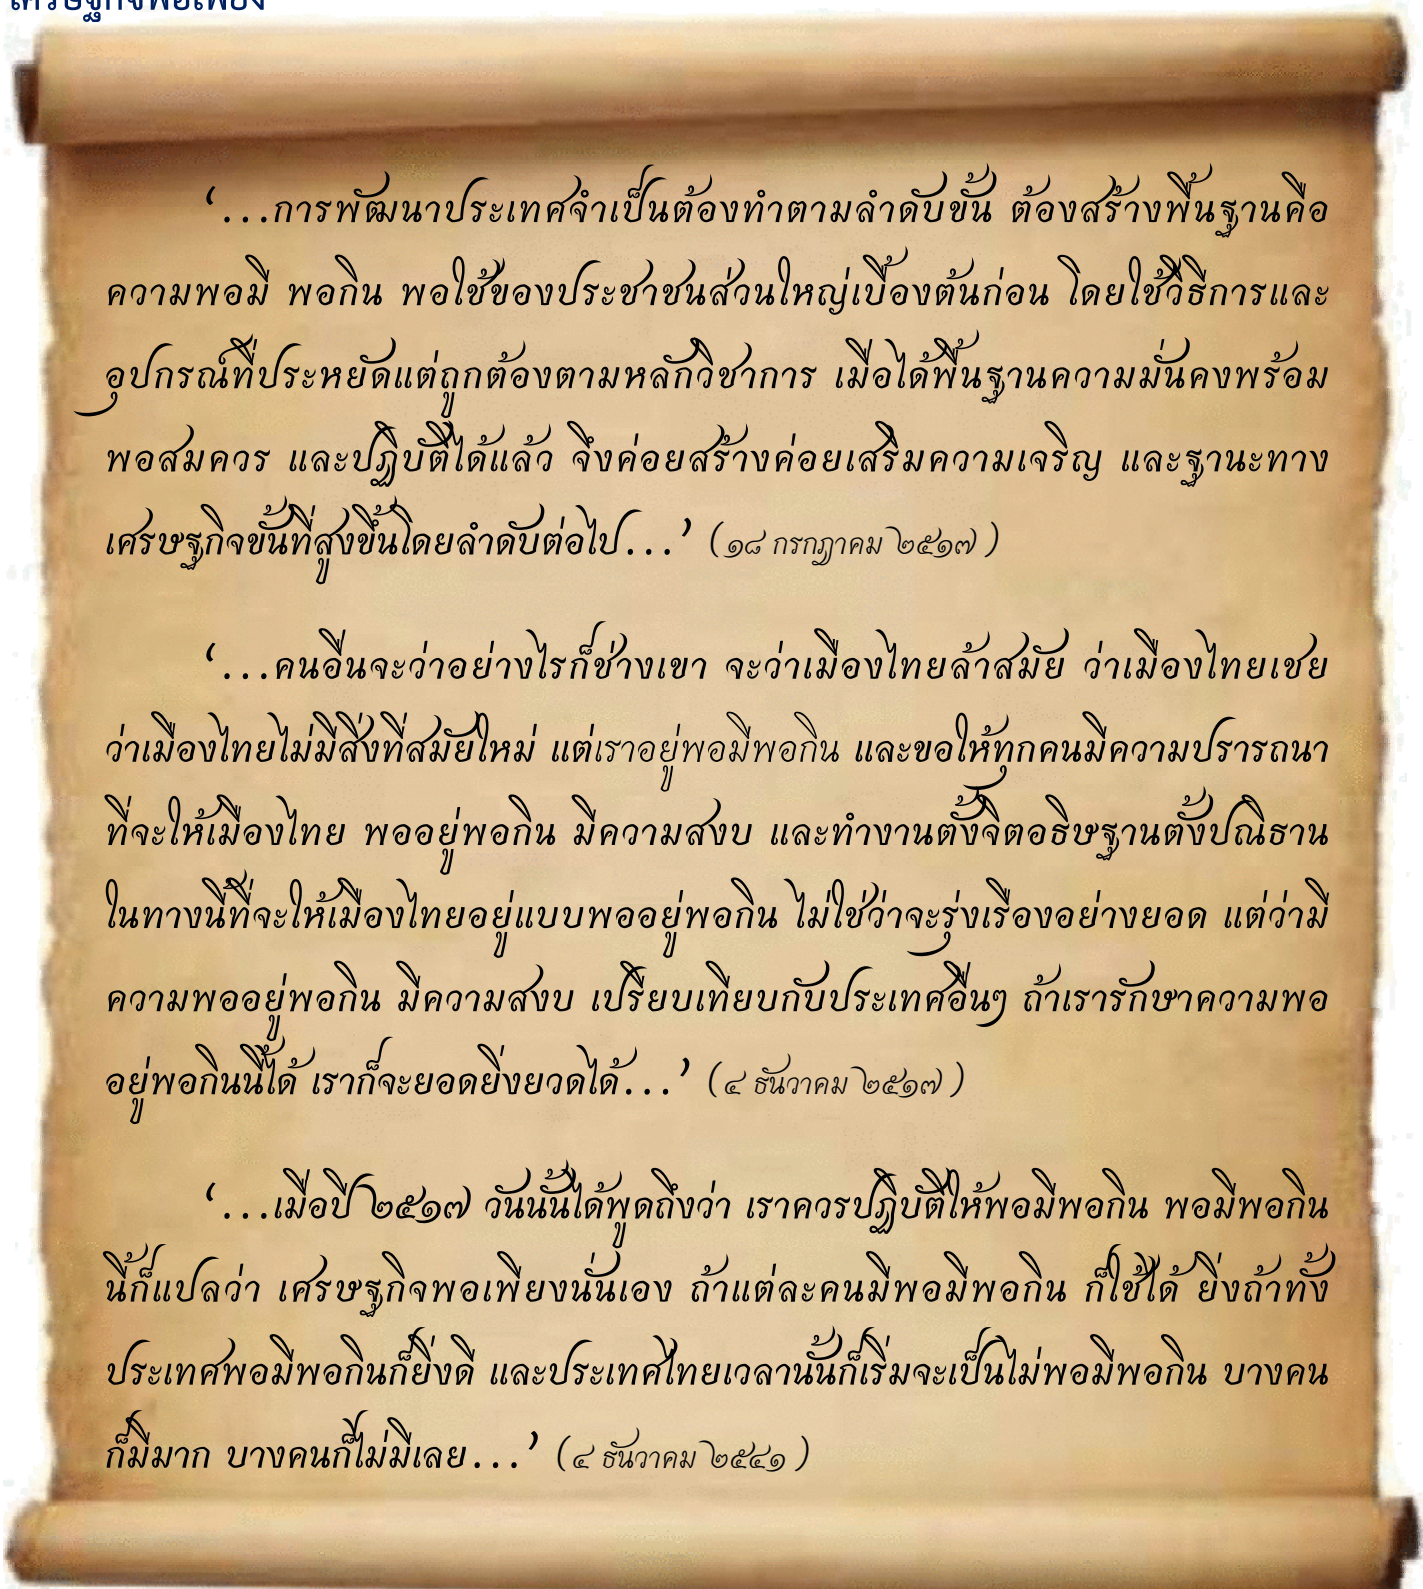 เศรษฐกิจพอเพียง
‘...การพัฒนาประเทศจำเป็นต้องทำตามลำดับขั้น ต้องสร้างพื้นฐานคือ
ความพอมี พอกิน พอใช้ของประชาชนส่วนใหญ่เบื้องต้นก่อน โดยใช้วิธีการและ
อุปกรณ์ที่ประหยัดแต่ถูกต้องตามหลักวิชาการ เมื่อได้พื้นฐานความมั่นคงพร้อม
พอสมควร และปฏิบัติได้แล้ว จึงค่อยสร้างค่อยเสริมความเจริญ และฐานะทาง
เศรษฐกิจขั้นที่สูงขึ้นโดยลำดับต่อไป...’ (๑๘ กรกฎาคม ๒๕๑๗ )
‘...คนอื่นจะว่าอย่างไรก็ช่างเขา จะว่าเมืองไทยล้าสมัย ว่าเมืองไทยเชย
ว่าเมืองไทยไม่มีสิ่งที่สมัยใหม่ แต่เราอยู่พอมีพอกิน และขอให้ทุกคนมีความปรารถนา
ที่จะให้เมืองไทย พออยู่พอกิน มีความสงบ และทำงานตั้งจิตอธิษฐานตั้งปณิธาน
ในทางนี้ที่จะให้เมืองไทยอยู่แบบพออยู่พอกิน ไม่ใช่ว่าจะรุ่งเรืองอย่างยอด แต่ว่ามี
ความพออยู่พอกิน มีความสงบ เปรียบเทียบกับประเทศอื่นๆ ถ้าเรารักษาความพอ
อยู่พอกินนี้ได้ เราก็จะยอดยิ่งยวดได้...’ (๔ ธันวาคม ๒๕๑๗ )
‘...เมื่อปี ๒๕๑๗ วันนั้นได้พูดถึงว่า เราควรปฏิบัติให้พอมีพอกิน พอมีพอกิน
นี้ก็แปลว่า เศรษฐกิจพอเพียงนั่นเอง ถ้าแต่ละคนมีพอมีพอกิน ก็ใช้ได้ ยิ่งถ้าทั้ง
ประเทศพอมีพอกินก็ยิ่งดี และประเทศไทยเวลานั้นก็เริ่มจะเป็นไม่พอมีพอกิน บางคน
ก็มีมาก บางคนก็ไม่มีเลย...’ (๔ ธันวาคม ๒๕๔๑ )